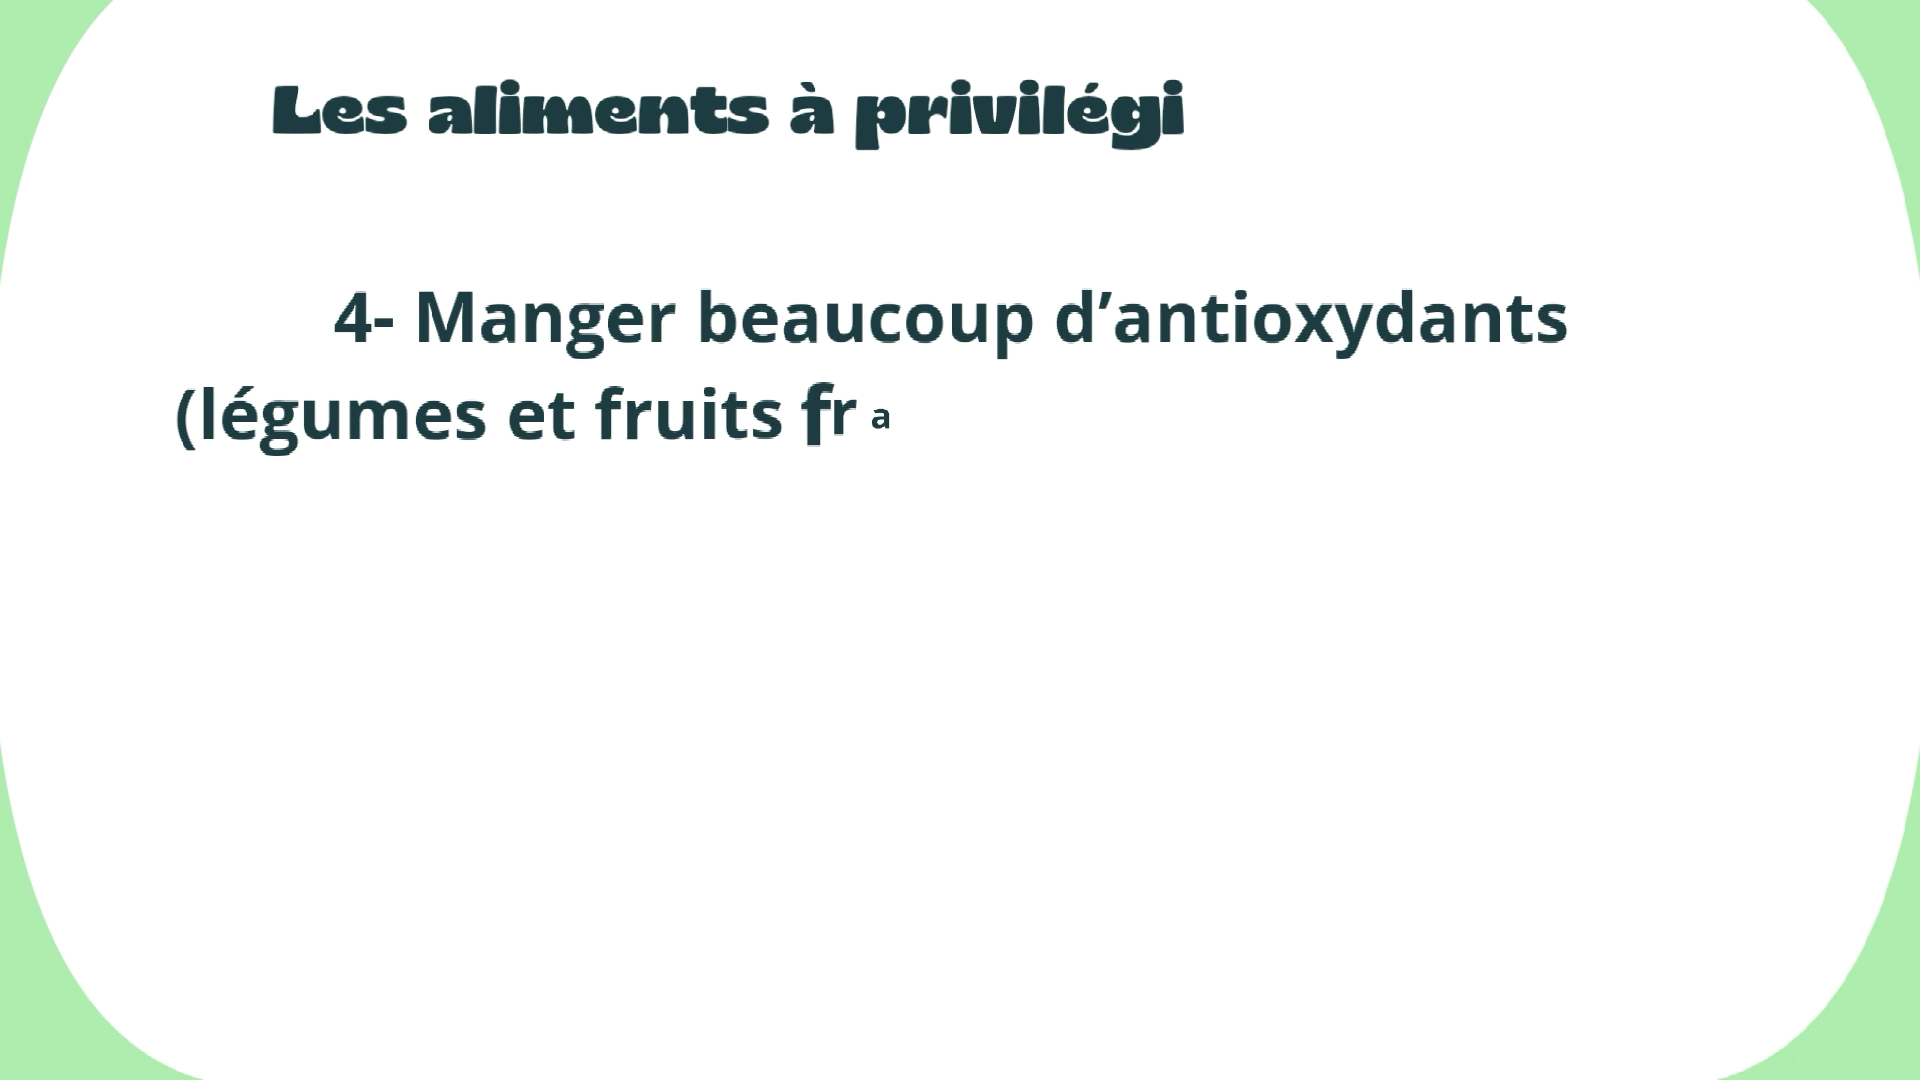 Les aliments à privilégi
4- Manger beaucoup d’antioxydants
(légumes et fruits fr a